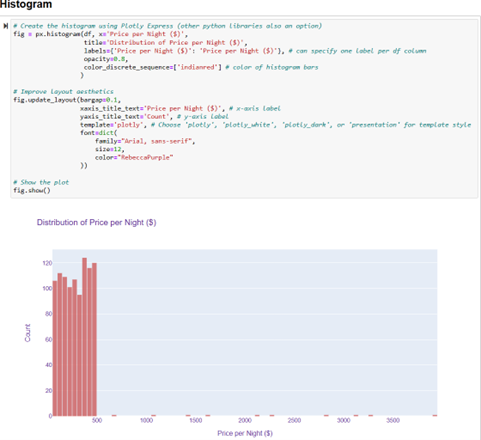 Histogram
# Create the histogram using Plotly Express (other python libraries also an option)
fig = px.histogram(df, x='Price per Night ($)',
title='Distribution of Price per Night ($)',
labels={'Price per Night ($)': 'Price per Night ($)'}, # can specify one label per df column
opacity=0.8,
color_discrete_sequence=['indianred'] # color of histogram bars
)
# Improve layout aesthetics
fig.update_layout(bargap=0.1,
xaxis_title_text='Price per Night ($)', # x-axis label
yaxis_title_text='Count', # y-axis label
template='plotly', # Choose 'plotly', 'plotly_white', 'plotly_dark', or 'presentation' for template style
font=dict(
family="Arial, sans-serif",
size=12,
color="RebeccaPurple"
))
# Show the plot
fig.show()
Distribution of Price per Night ($)
120
100
80
60
40
20
0
Count
500
1000
1500
2000
2500
3000
3500
Price per Night ($)